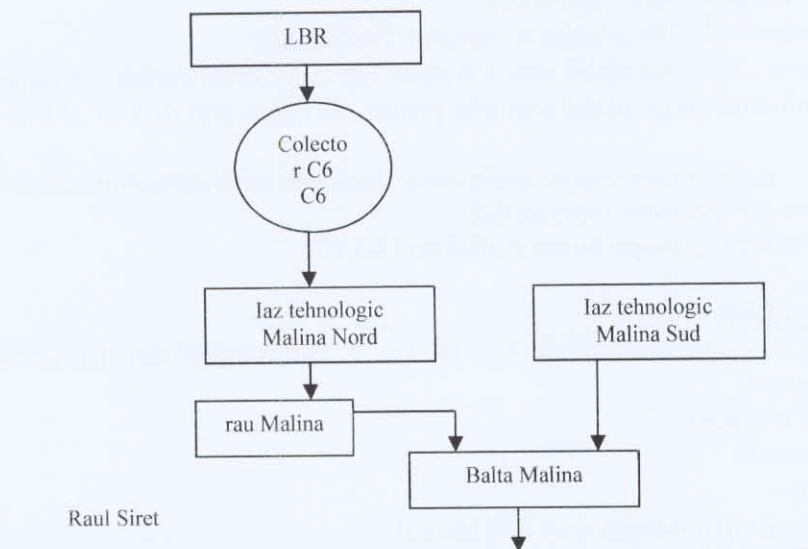 LBR
Colecto
r C6
C6
Iaz tehnologic
Malina Nord
Iaz tehnologic
Malina Sud
rau Malina
Balta Malina
Raul Siret